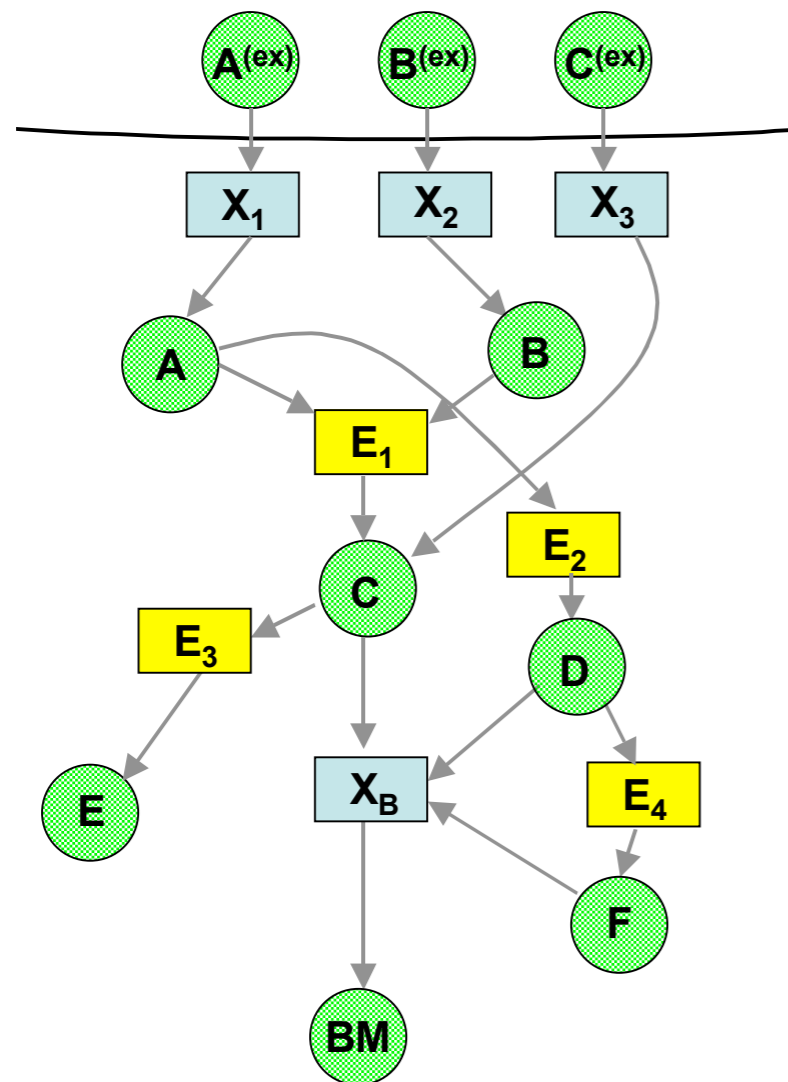 A(ex) B(ex) C(ex)
X1 X2 X3
A B
E1
E2
C
E3
D
XB
E4
E
F
BM